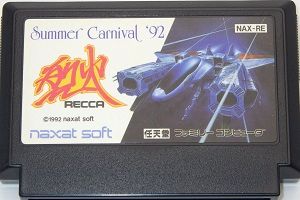 Summer Carnival '92
NAX-RE
烈火
RECCA
©1992 naxat soft
naxat soft
任天堂 ファミリーコンピュータ